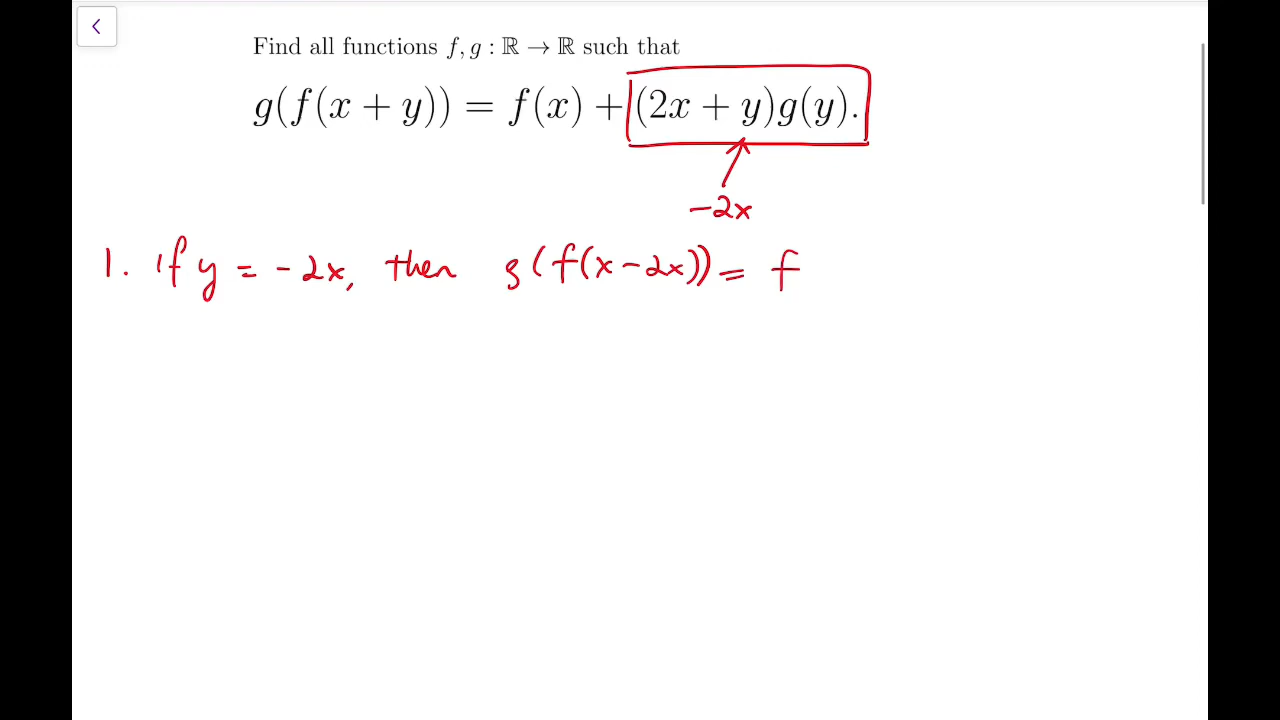 Find all functions f, g : ℝ → ℝ such that
g(f(x + y)) = f(x) + (2x + y)g(y).
-2x
1. If y = -2x, then g(f(x-2x)) = f